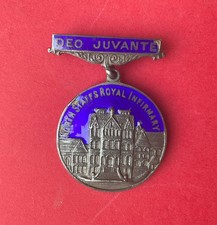 DEO JUVANTE
NORTH STAFFS ROYAL INFIRMARY